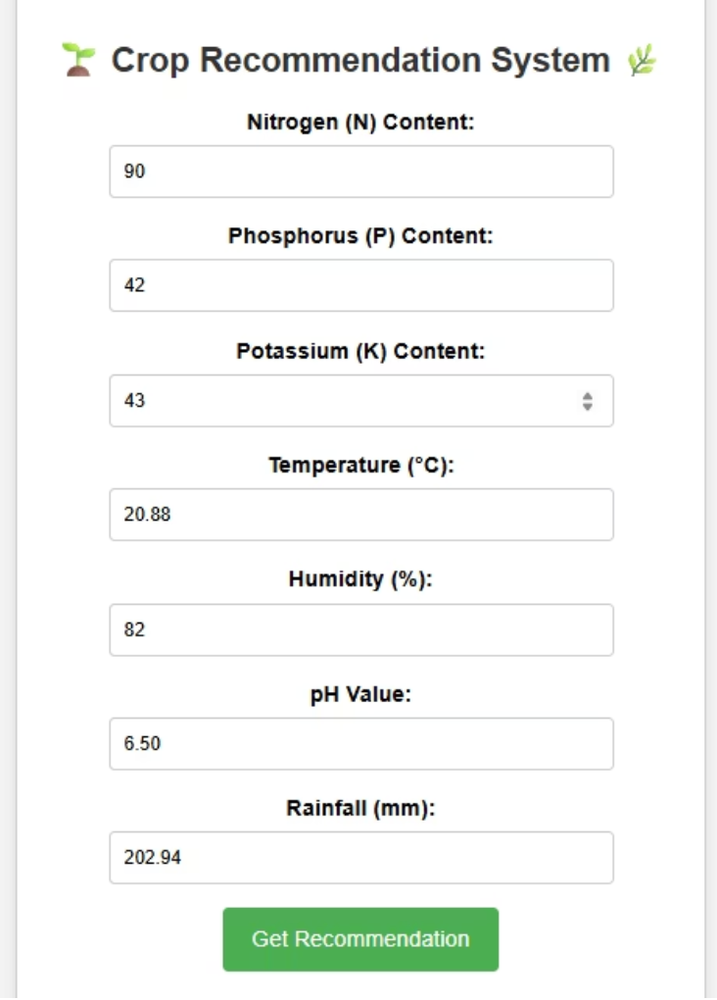 Crop Recommendation System
Nitrogen (N) Content:
90
Phosphorus (P) Content:
42
Potassium (K) Content:
43
Temperature (°C):
20.88
Humidity (%):
82
pH Value:
6.50
Rainfall (mm):
202.94
Get Recommendation